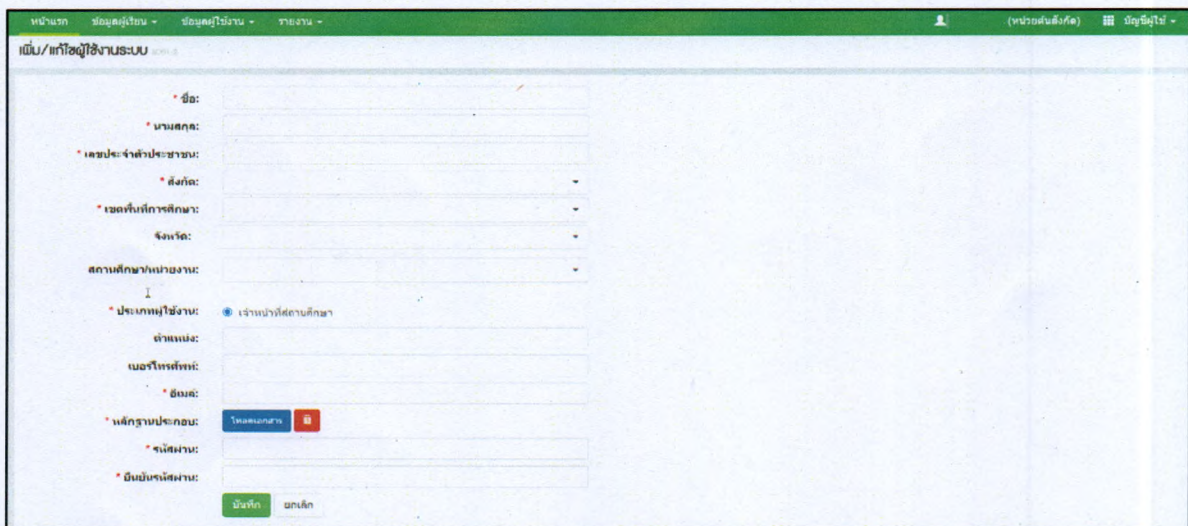 หน้าแรก ข้อมูลผู้เรียน ข้อมูลผู้ใช้งาน รายงาน (หน่วยต้นสังกัด) บัญชีผู้ใช้
เพิ่ม/แก้ไขผู้ใช้งานระบบ
* ชื่อ:
* นามสกุล:
* เลขประจำตัวประชาชน:
* สังกัด:
* เขตพื้นที่การศึกษา:
จังหวัด:
สถานศึกษา/หน่วยงาน:
* ประเภทผู้ใช้งาน: เจ้าหน้าที่สถานศึกษา
ตำแหน่ง:
เบอร์โทรศัพท์:
* อีเมล์:
* หลักฐานประกอบ: โหลดเอกสาร
* รหัสผ่าน:
* ยืนยันรหัสผ่าน:
บันทึก ยกเลิก